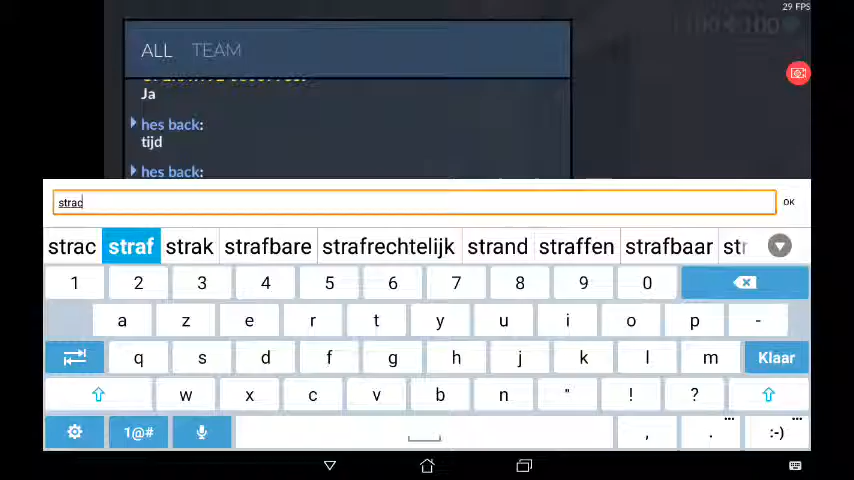 29 FPS
ALL TEAM
Ja
hes back:
tijd
hes back:
strac
OK
strac straf strak strafbare strafrechtelijk strand straffen strafbaar str
1 2 3 4 5 6 7 8 9 0
a z e r t y u i o p -
q s d f g h j k l m Klaar
w x c v b n " ! ?
1@# , . :-)